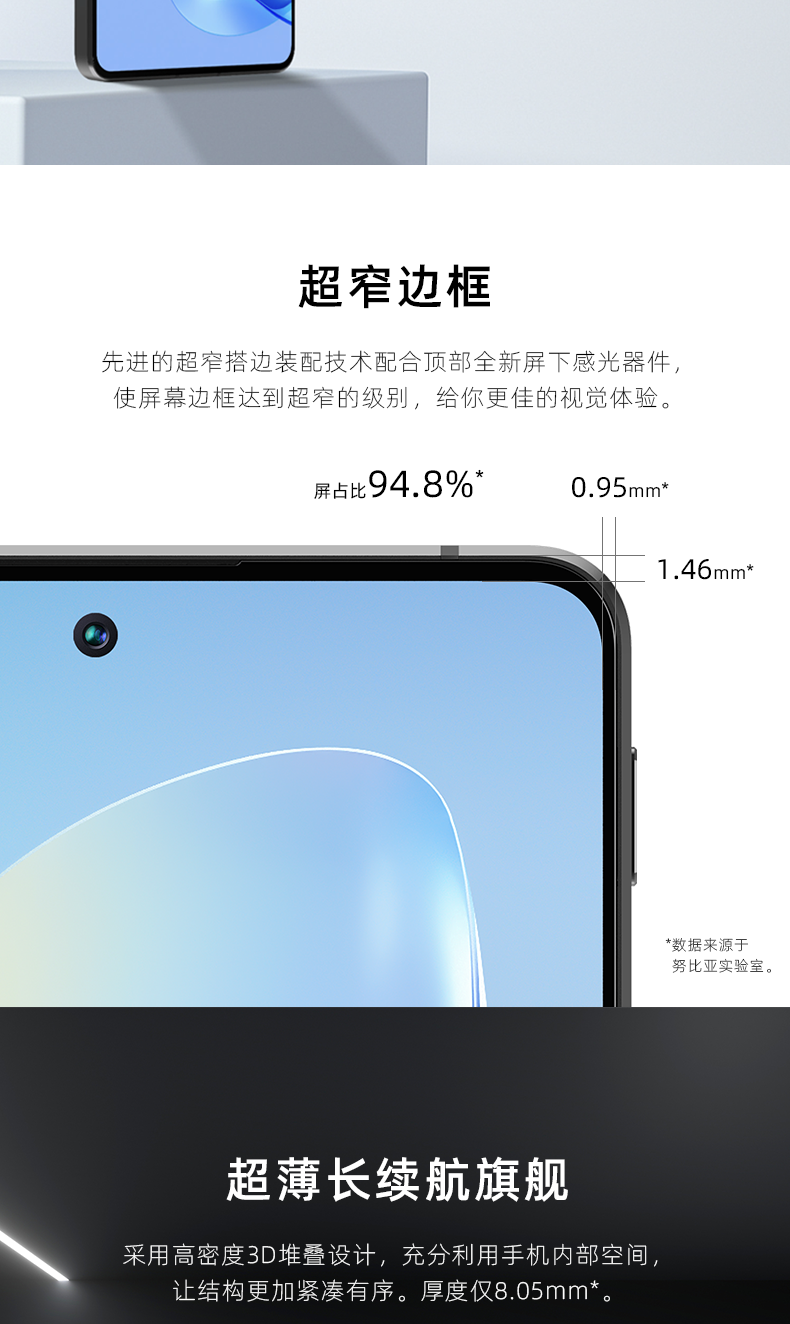 超窄边框
先进的超窄搭边装配技术配合顶部全新屏下感光器件，
使屏幕边框达到超窄的级别，给你更佳的视觉体验。
屏占比94.8%*
0.95mm*
1.46mm*
*数据来源于
努比亚实验室。
超薄长续航旗舰
采用高密度3D堆叠设计，充分利用手机内部空间，
让结构更加紧凑有序。厚度仅8.05mm*。